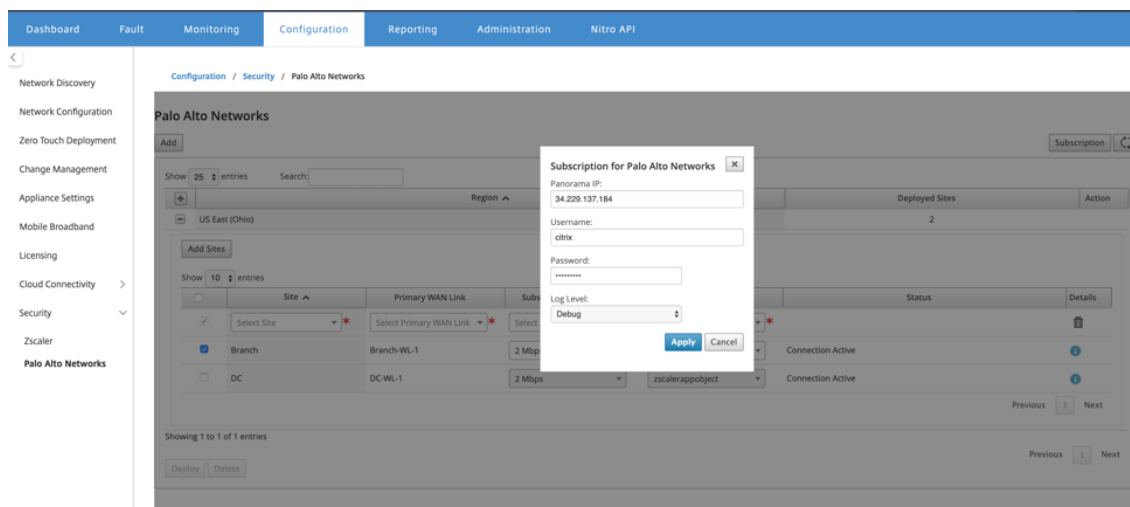 Dashboard Fault Monitoring Configuration Reporting Administration Nitro API
Configuration / Security / Palo Alto Networks
Network Discovery
Network Configuration
Zero Touch Deployment
Change Management
Appliance Settings
Mobile Broadband
Licensing
Cloud Connectivity
Security
Zscaler
Palo Alto Networks
Palo Alto Networks
Add Subscription
Show 25 entries Search:
Region Deployed Sites Action
US East (Ohio) 2
Add Sites
Show 10 entries
Site Primary WAN Link Subs Status Details
Select Site * Select Primary WAN Link * Select *
Branch Branch-WL-1 2 Mbp Connection Active
DC DC-WL-1 2 Mbps zscalerappobject Connection Active
Previous 1 Next
Showing 1 to 1 of 1 entries
Previous 1 Next
Deploy Delete
Subscription for Palo Alto Networks
Panorama IP:
34.229.137.184
Username:
citrix
Password:
•••••••••
Log Level:
Debug
Apply Cancel